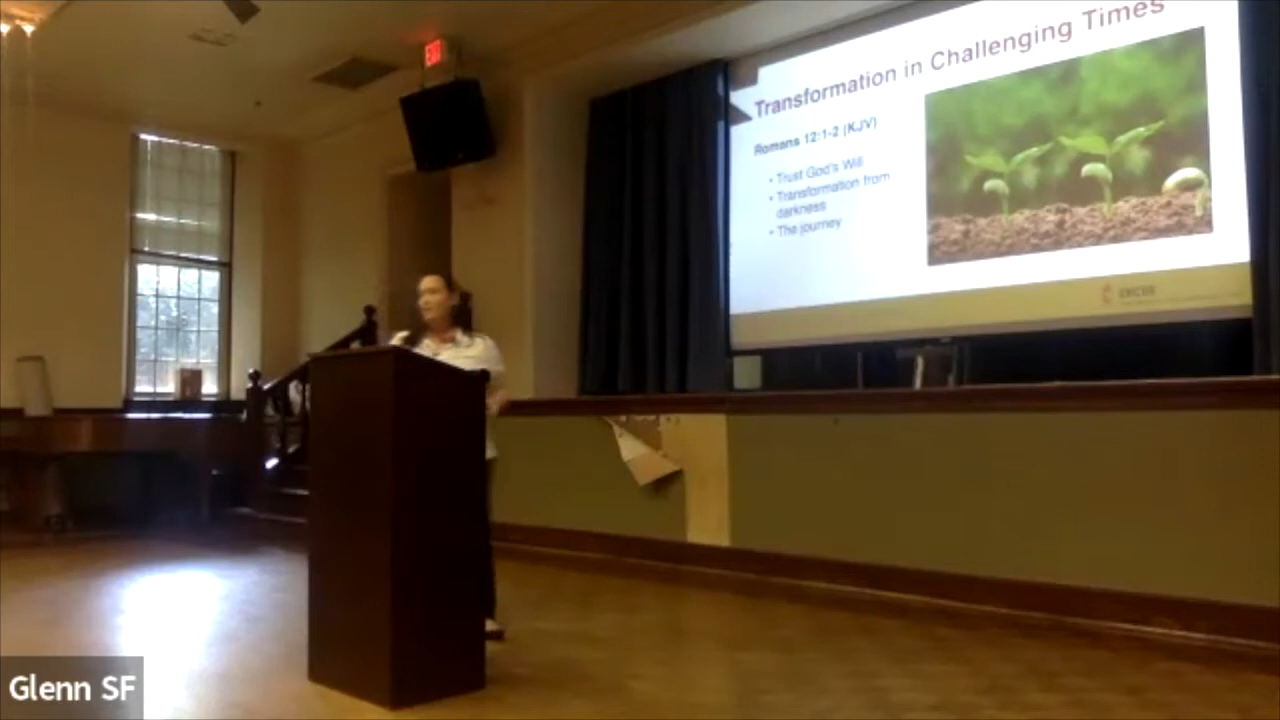 EXIT
Transformation in Challenging Times
Romans 12:1-2 (KJV)
• Trust God's Will
• Transformation from
darkness
• The journey
Glenn SF